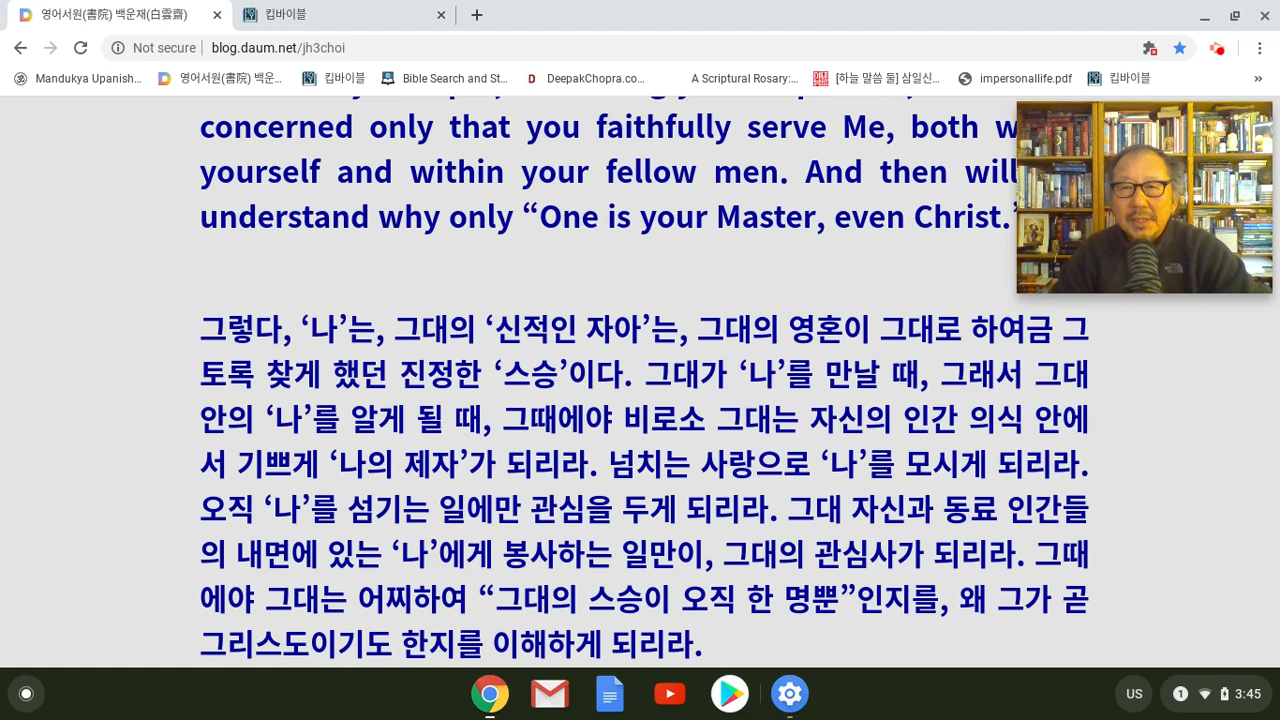 영어서원(書院) 백운재(白雲齋)
킵바이블
Not secure
blog.daum.net/jh3choi
Mandukya Upanish...
영어서원(書院) 백운...
킵바이블
Bible Search and St...
DeepakChopra.co...
A Scriptural Rosary:...
[하늘 말씀 둘] 삼일신...
impersonallife.pdf
킵바이블
concerned only that you faithfully serve Me, both
yourself and within your fellow men. And then will
understand why only “One is your Master, even Christ.”
그렇다, ‘나’는, 그대의 ‘신적인 자아’는, 그대의 영혼이 그대로 하여금 그
토록 찾게 했던 진정한 ‘스승’이다. 그대가 ‘나’를 만날 때, 그래서 그대
안의 ‘나’를 알게 될 때, 그때에야 비로소 그대는 자신의 인간 의식 안에
서 기쁘게 ‘나의 제자’가 되리라. 넘치는 사랑으로 ‘나’를 모시게 되리라.
오직 ‘나’를 섬기는 일에만 관심을 두게 되리라. 그대 자신과 동료 인간들
의 내면에 있는 ‘나’에게 봉사하는 일만이, 그대의 관심사가 되리라. 그때
에야 그대는 어찌하여 “그대의 스승이 오직 한 명뿐”인지를, 왜 그가 곧
그리스도이기도 한지를 이해하게 되리라.
US
1
3:45